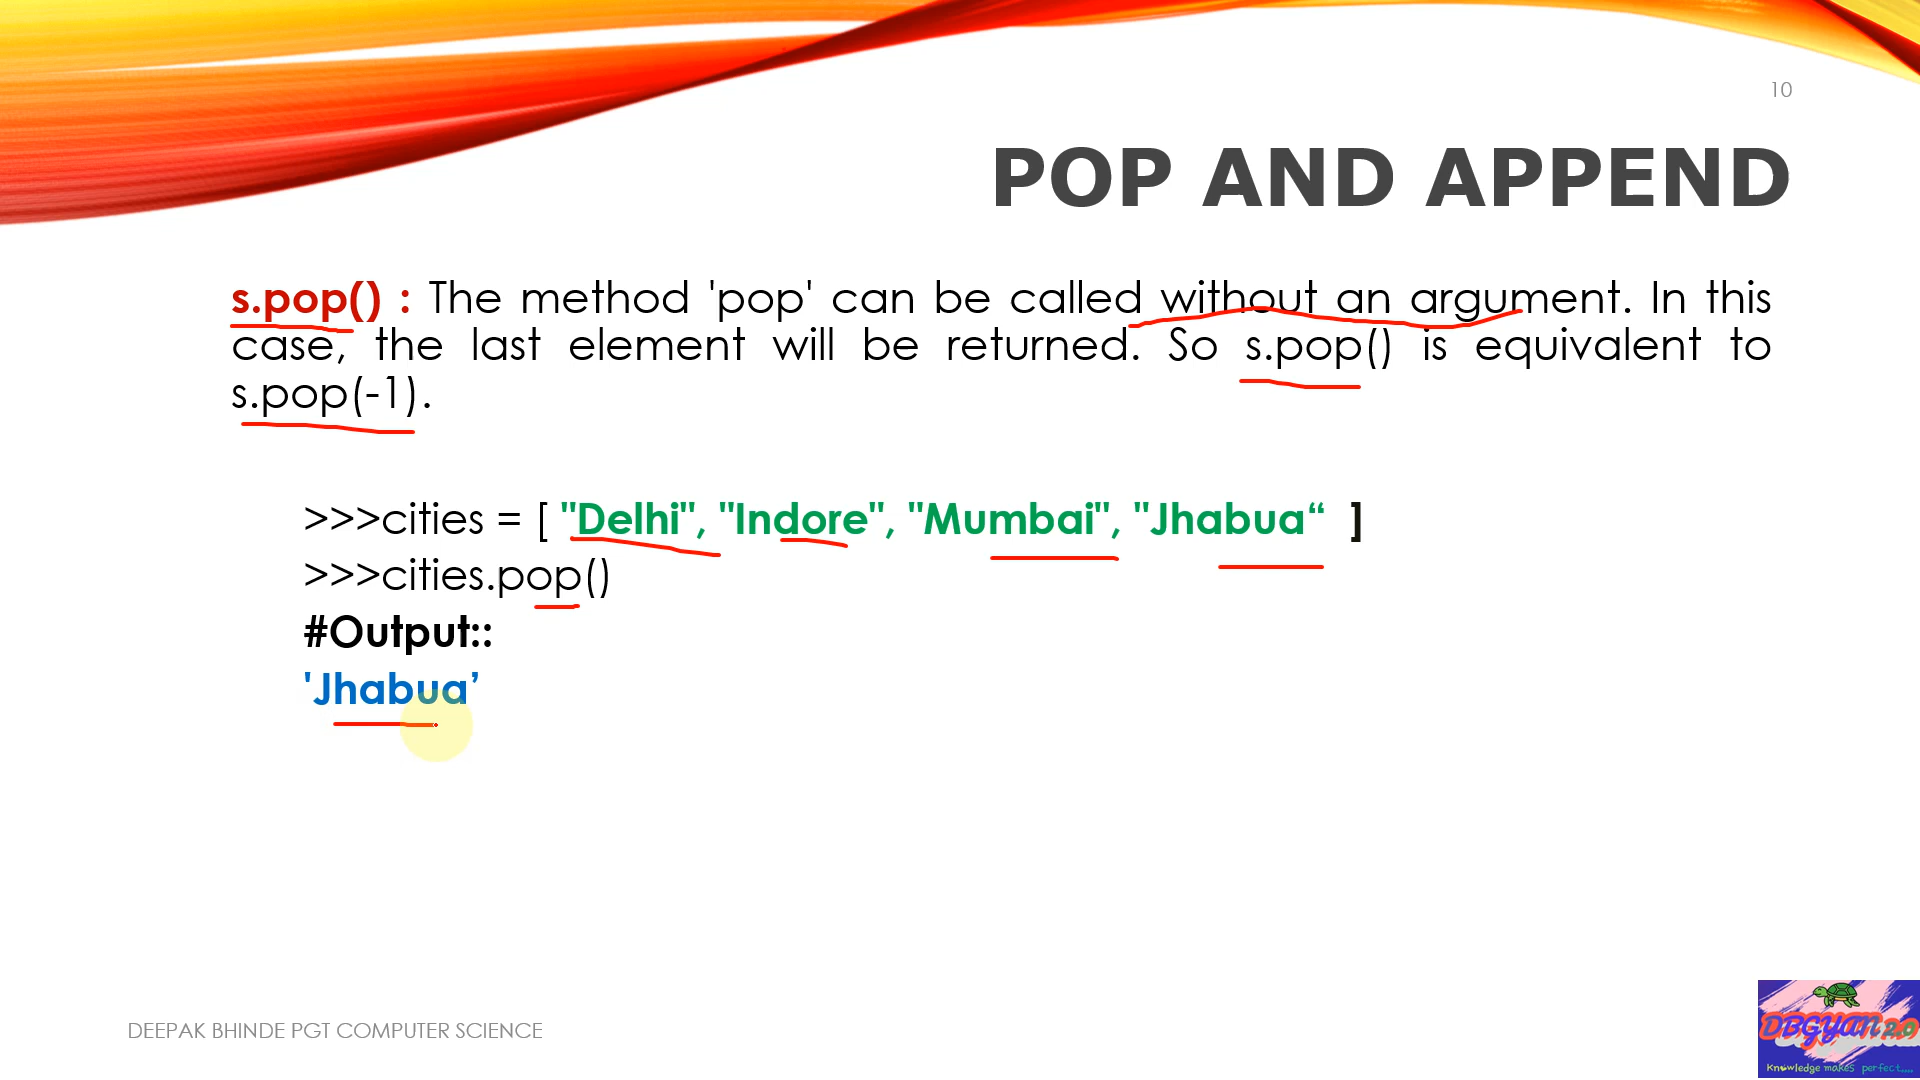 10
POP AND APPEND
s.pop() : The method 'pop' can be called without an argument. In this
case, the last element will be returned. So s.pop() is equivalent to
s.pop(-1).
>>>cities = [ "Delhi", "Indore", "Mumbai", "Jhabua“ ]
>>>cities.pop()
#Output::
'Jhabua’
DEEPAK BHINDE PGT COMPUTER SCIENCE
DBGYAN 2.0
Knowledge makes perfect....